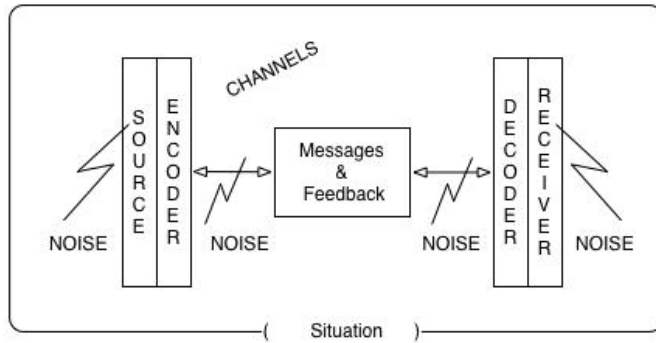 CHANNELS
SOURCE
ENCODER
Messages
&
Feedback
DECODER
RECEIVER
NOISE
NOISE
NOISE
NOISE
( Situation )